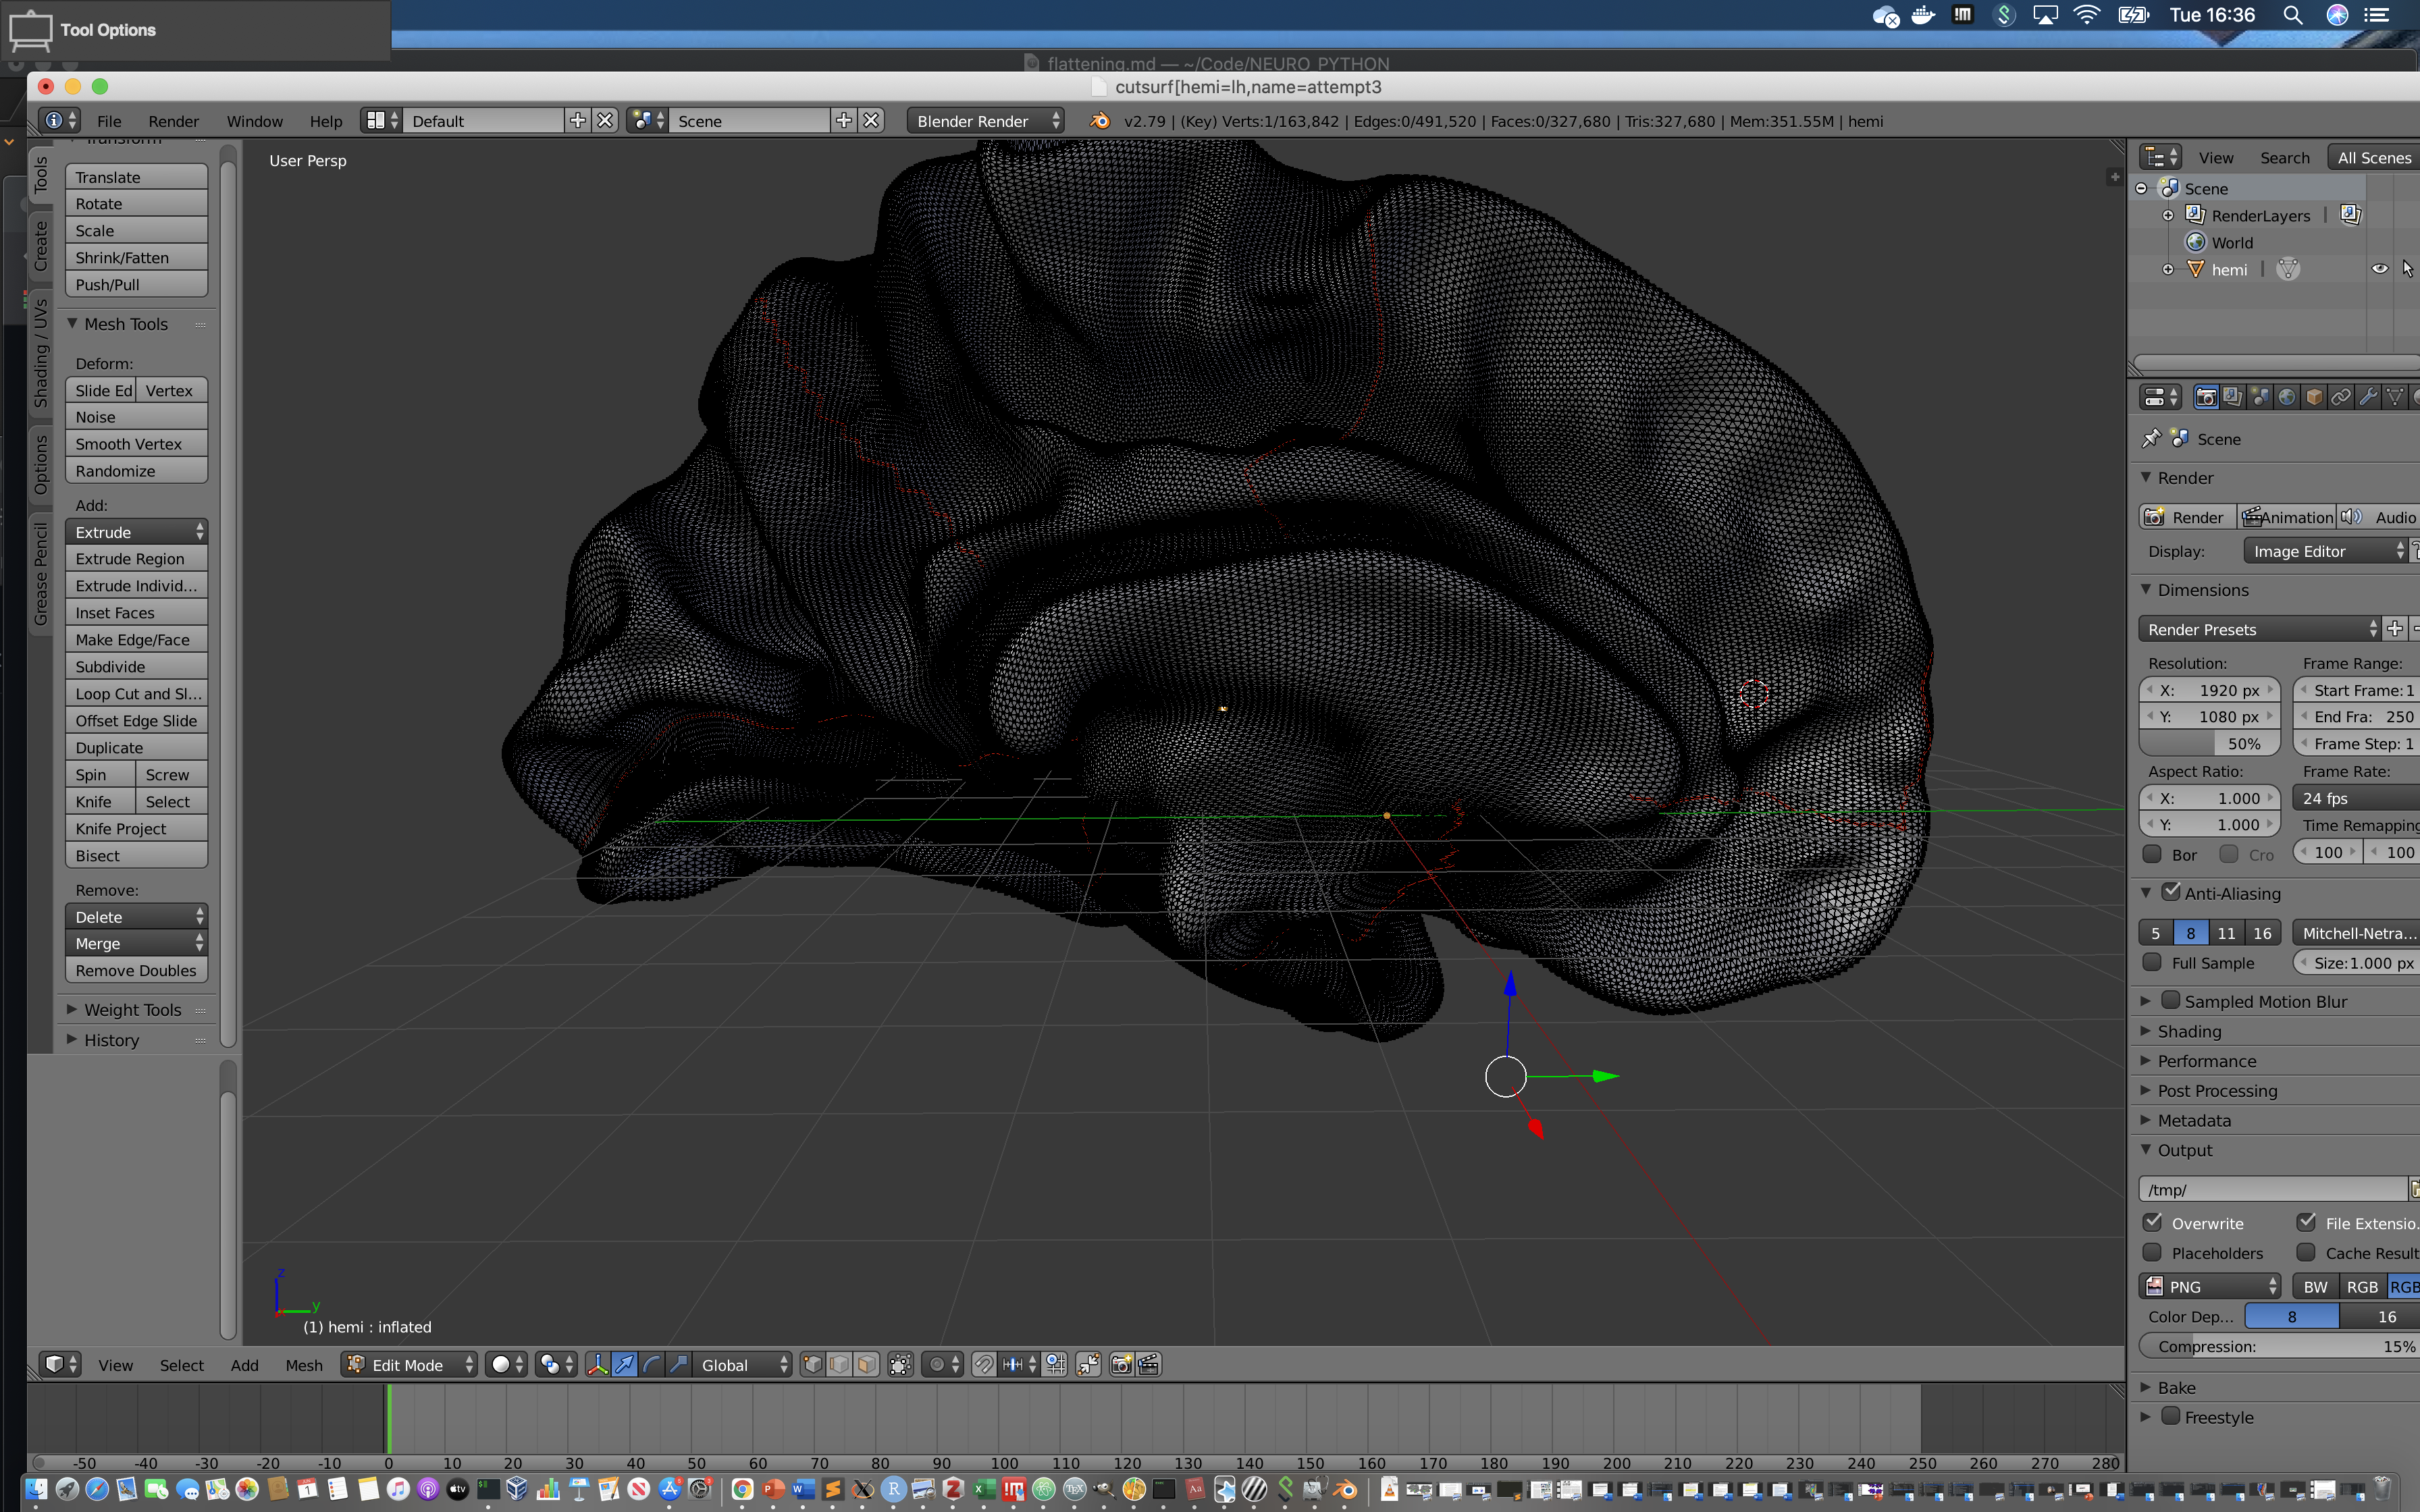 Tool Options
Tue 16:36
flattening.md — ~/Code/NEURO_PYTHON
cutsurf[hemi=lh,name=attempt3
File Render Window Help Default Scene Blender Render v2.79 | (Key) Verts:1/163,842 | Edges:0/491,520 | Faces:0/327,680 | Tris:327,680 | Mem:351.55M | hemi
User Persp
Tools
Create
Shading / UVs
Options
Grease Pencil
Transform
Translate
Rotate
Scale
Shrink/Fatten
Push/Pull
Mesh Tools
Deform:
Slide Ed Vertex
Noise
Smooth Vertex
Randomize
Add:
Extrude
Extrude Region
Extrude Individ...
Inset Faces
Make Edge/Face
Subdivide
Loop Cut and Sl...
Offset Edge Slide
Duplicate
Spin Screw
Knife Select
Knife Project
Bisect
Remove:
Delete
Merge
Remove Doubles
Weight Tools
History
z
y
(1) hemi : inflated
View Select Add Mesh Edit Mode Global
-50 -40 -30 -20 -10 0 10 20 30 40 50 60 70 80 90 100 110 120 130 140 150 160 170 180 190 200 210 220 230 240 250 260 270 280
View Search All Scenes
Scene
RenderLayers
World
hemi
Scene
Render
Render Animation Audio
Display: Image Editor
Dimensions
Render Presets
Resolution: Frame Range:
X: 1920 px Start Frame: 1
Y: 1080 px End Fra: 250
50% Frame Step: 1
Aspect Ratio: Frame Rate:
X: 1.000 24 fps
Y: 1.000 Time Remapping
Bor Cro 100 100
Anti-Aliasing
5 8 11 16 Mitchell-Netra...
Full Sample Size: 1.000 px
Sampled Motion Blur
Shading
Performance
Post Processing
Metadata
Output
/tmp/
Overwrite File Extensio
Placeholders Cache Result
PNG BW RGB RGB
Color Dep... 8 16
Compression: 15%
Bake
Freestyle